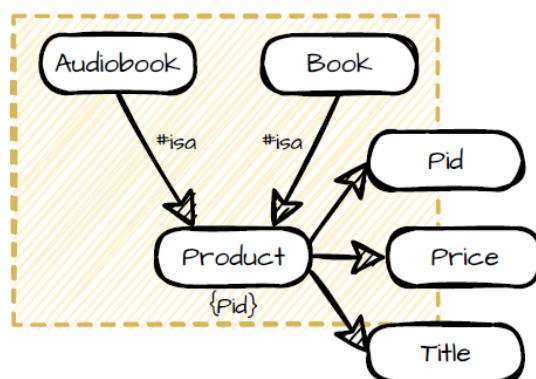 Audiobook
Book
#isa
#isa
Pid
Product
Price
{Pid}
Title